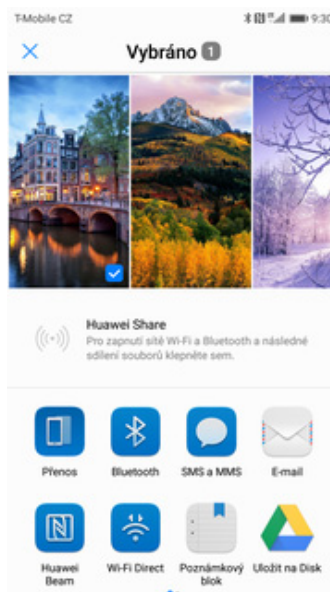 T-Mobile CZ 9:30
Vybráno 1
Huawei Share
Pro zapnutí sítě Wi-Fi a Bluetooth a následné
sdílení souborů klepněte sem.
Přenos Bluetooth SMS a MMS E-mail
Huawei Wi-Fi Direct Poznámkový Uložit na Disk
Beam blok